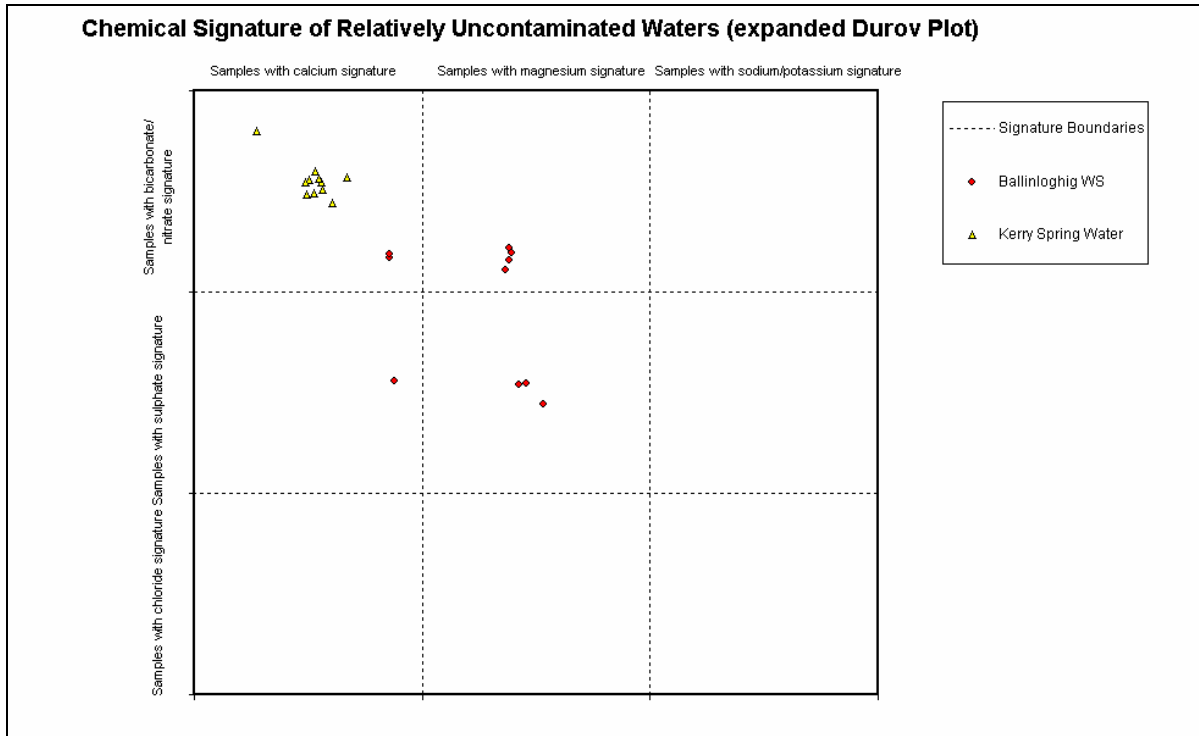 Chemical Signature of Relatively Uncontaminated Waters (expanded Durov Plot)
Samples with calcium signature
Samples with magnesium signature
Samples with sodium/potassium signature
Samples with bicarbonate/
nitrate signature
Samples with sulphate signature
Samples with chloride signature
Signature Boundaries
Ballinloghig WS
Kerry Spring Water